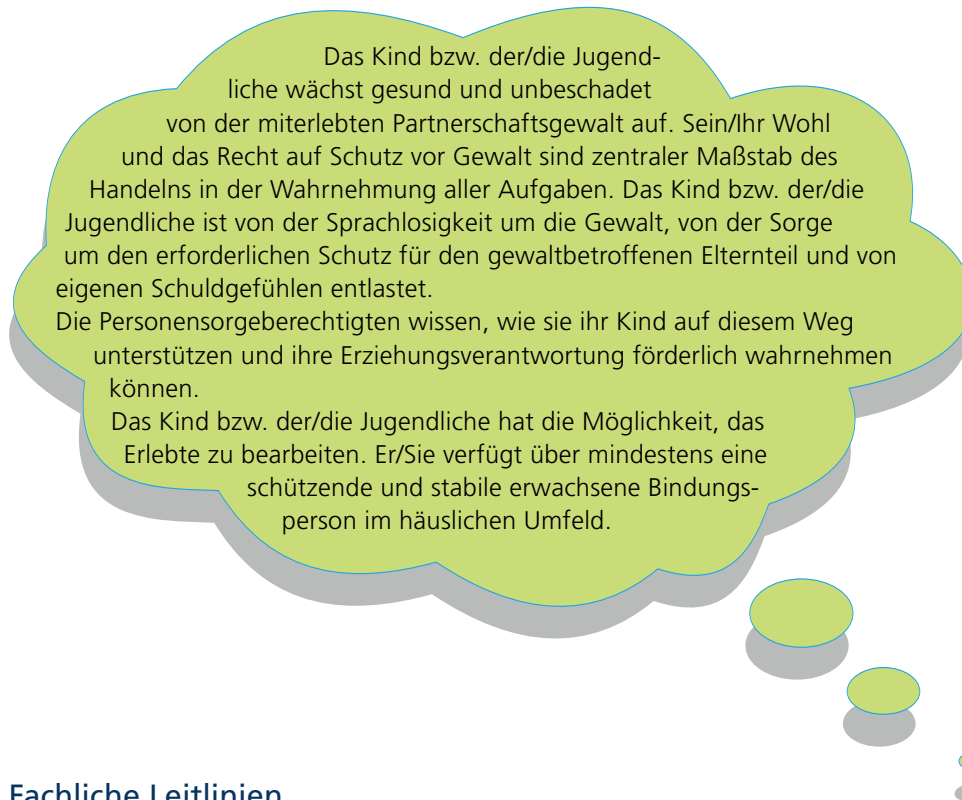 Das Kind bzw. der/die Jugend-
liche wächst gesund und unbeschadet
von der miterlebten Partnerschaftsgewalt auf. Sein/Ihr Wohl
und das Recht auf Schutz vor Gewalt sind zentraler Maßstab des
Handelns in der Wahrnehmung aller Aufgaben. Das Kind bzw. der/die
Jugendliche ist von der Sprachlosigkeit um die Gewalt, von der Sorge
um den erforderlichen Schutz für den gewaltbetroffenen Elternteil und von
eigenen Schuldgefühlen entlastet.
Die Personensorgeberechtigten wissen, wie sie ihr Kind auf diesem Weg
unterstützen und ihre Erziehungsverantwortung förderlich wahrnehmen
können.
Das Kind bzw. der/die Jugendliche hat die Möglichkeit, das
Erlebte zu bearbeiten. Er/Sie verfügt über mindestens eine
schützende und stabile erwachsene Bindungs-
person im häuslichen Umfeld.
Fachliche Leitlinien